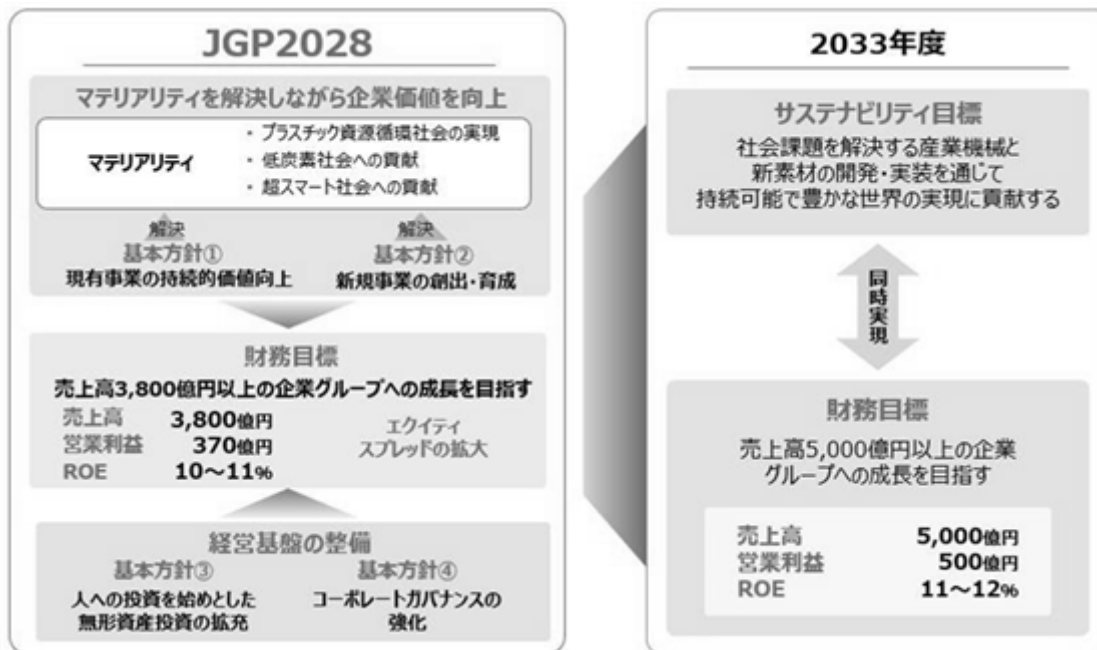 JGP2028
マテリアリティを解決しながら企業価値を向上
マテリアリティ
・ プラスチック資源循環社会の実現
・ 低炭素社会への貢献
・ 超スマート社会への貢献
解決
基本方針①
現有事業の持続的価値向上
解決
基本方針②
新規事業の創出・育成
財務目標
売上高3,800億円以上の企業グループへの成長を目指す
売上高 3,800億円
営業利益 370億円
ROE 10～11%
エクイティ
スプレッドの拡大
経営基盤の整備
基本方針③
人への投資を始めとした
無形資産投資の拡充
基本方針④
コーポレートガバナンスの
強化
2033年度
サステナビリティ目標
社会課題を解決する産業機械と
新素材の開発・実装を通じて
持続可能で豊かな世界の実現に貢献する
同時実現
財務目標
売上高5,000億円以上の企業
グループへの成長を目指す
売上高 5,000億円
営業利益 500億円
ROE 11～12%